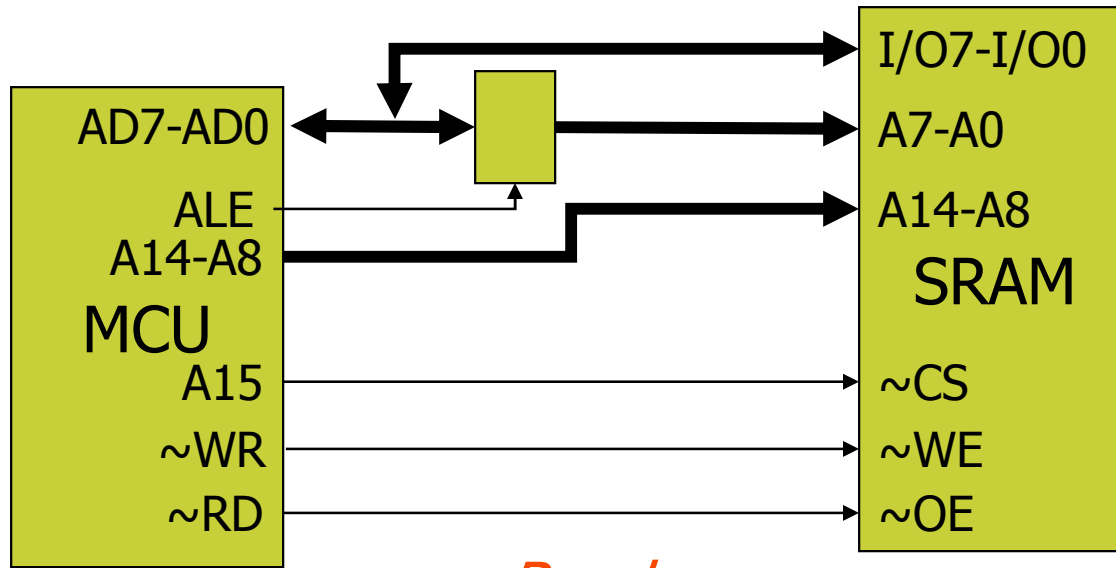 AD7-AD0
ALE
A14-A8
MCU
A15
~WR
~RD
I/O7-I/O0
A7-A0
A14-A8
SRAM
~CS
~WE
~OE